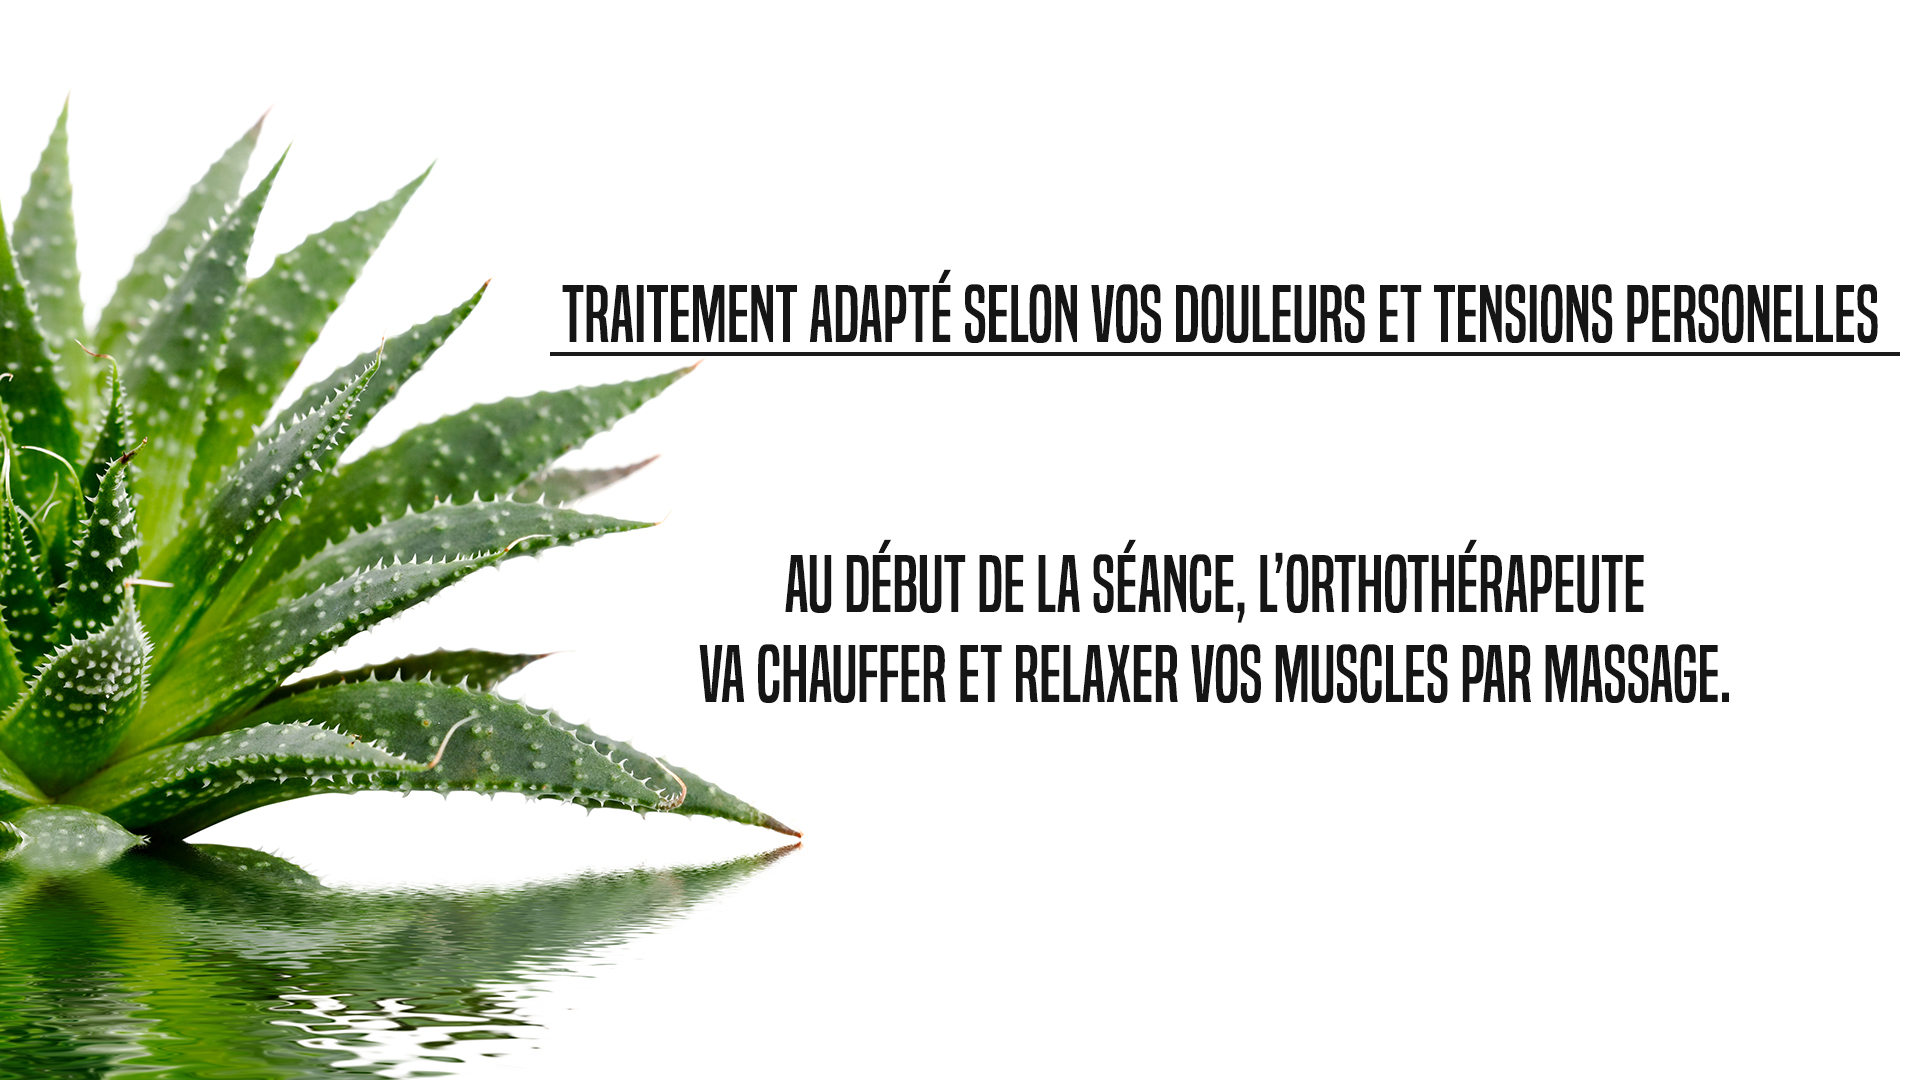 TRAITEMENT ADAPTÉ SELON VOS DOULEURS ET TENSIONS PERSONELLES
AU DÉBUT DE LA SÉANCE, L’ORTHOTHÉRAPEUTE
VA CHAUFFER ET RELAXER VOS MUSCLES PAR MASSAGE.